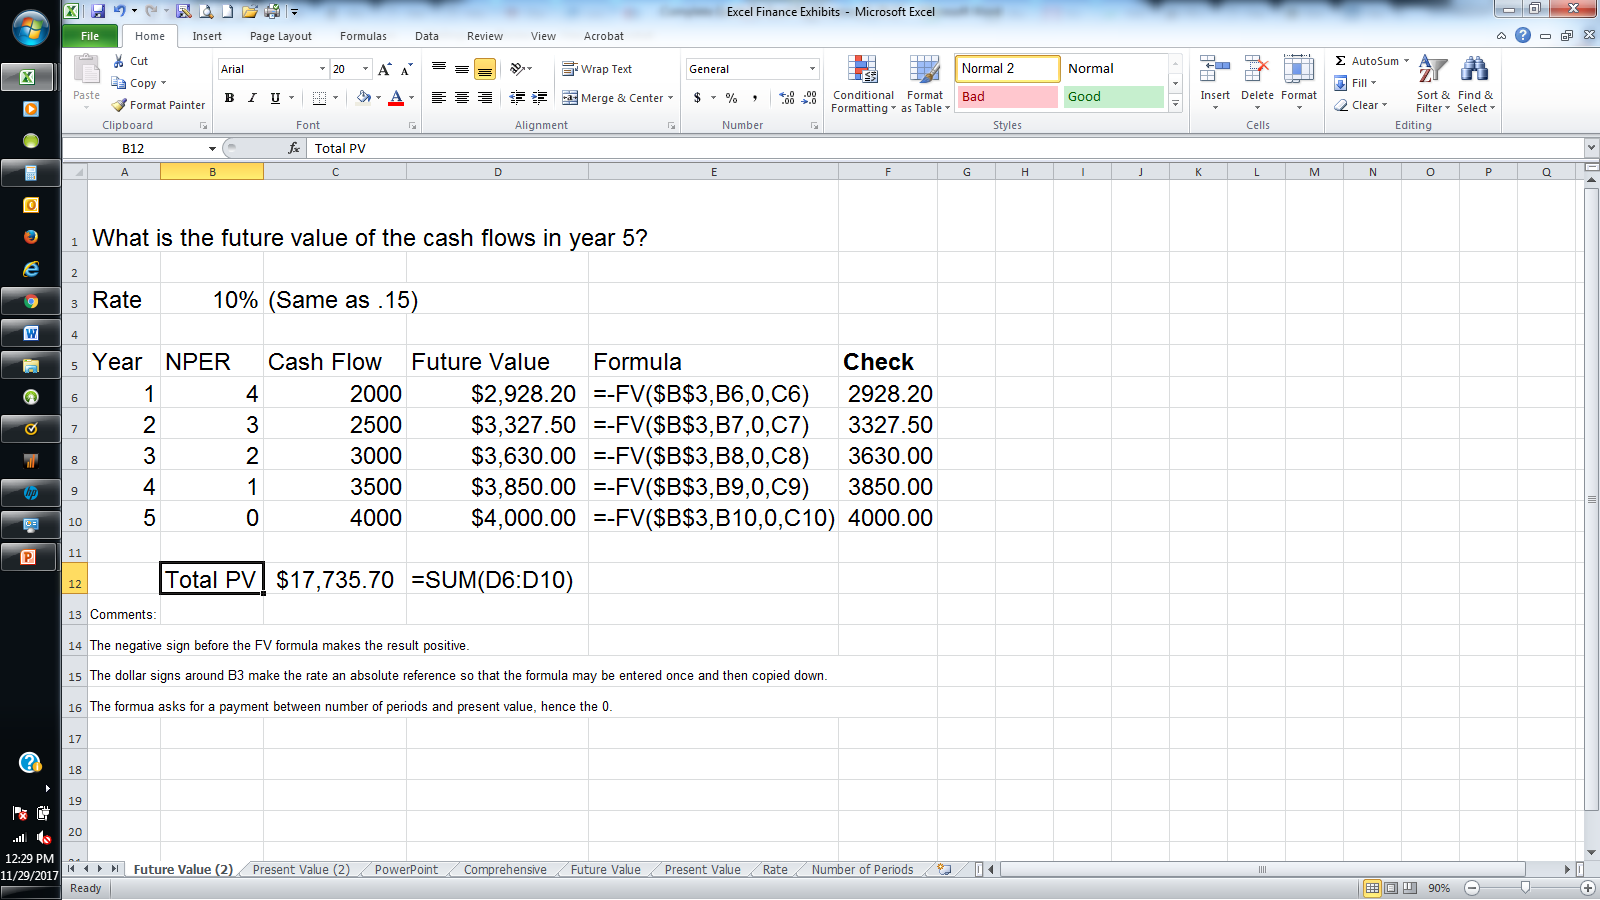 Excel Finance Exhibits - Microsoft Excel
File Home Insert Page Layout Formulas Data Review View Acrobat
Paste
Cut
Copy
Format Painter
Clipboard
Arial 20
B I U
Font
Wrap Text
Merge & Center
Alignment
General
$ % ,
Number
Conditional Formatting
Format as Table
Normal 2 Normal
Bad Good
Styles
Insert Delete Format
Cells
AutoSum
Fill
Clear
Sort & Filter
Find & Select
Editing
B12 fx Total PV
A B C D E F G H I J K L M N O P Q
1 What is the future value of the cash flows in year 5?
2
3 Rate 10% (Same as .15)
4
5 Year NPER Cash Flow Future Value Formula Check
6 1 4 2000 $2,928.20 =-FV($B$3,B6,0,C6) 2928.20
7 2 3 2500 $3,327.50 =-FV($B$3,B7,0,C7) 3327.50
8 3 2 3000 $3,630.00 =-FV($B$3,B8,0,C8) 3630.00
9 4 1 3500 $3,850.00 =-FV($B$3,B9,0,C9) 3850.00
10 5 0 4000 $4,000.00 =-FV($B$3,B10,0,C10) 4000.00
11
12 Total PV $17,735.70 =SUM(D6:D10)
13 Comments:
14 The negative sign before the FV formula makes the result positive.
15 The dollar signs around B3 make the rate an absolute reference so that the formula may be entered once and then copied down.
16 The formua asks for a payment between number of periods and present value, hence the 0.
17
18
19
20
Future Value (2) Present Value (2) PowerPoint Comprehensive Future Value Present Value Rate Number of Periods
Ready 90%
12:29 PM
11/29/2017